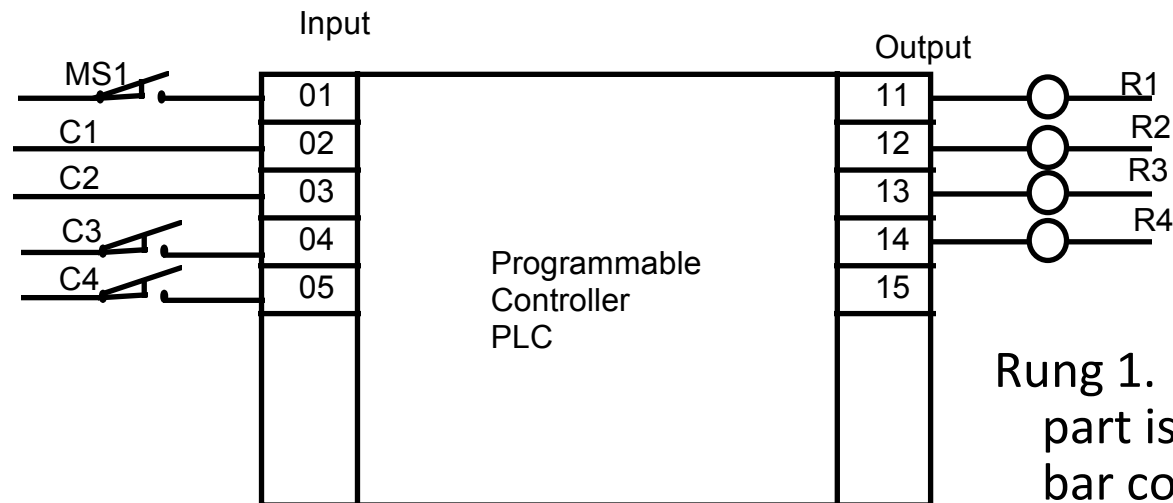 Input
Output
MS1
01
11
R1
C1
02
12
R2
C2
03
13
R3
C3
04
14
R4
C4
05
15
Programmable
Controller
PLC
Rung 1.
part is
bar co